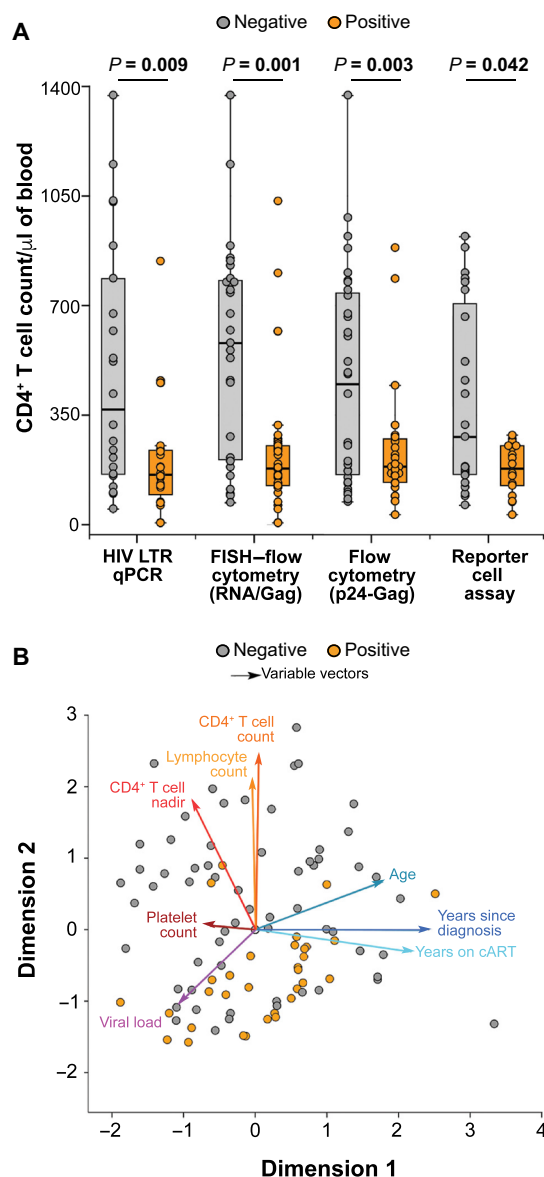 A
Negative Positive
P = 0.009 P = 0.001 P = 0.003 P = 0.042
CD4⁺ T cell count/µl of blood
1400
1050
700
350
0
HIV LTR
qPCR
FISH–flow
cytometry
(RNA/Gag)
Flow
cytometry
(p24-Gag)
Reporter
cell
assay
B
Negative Positive
Variable vectors
Dimension 2
3
2
1
0
−1
−2
CD4⁺ T cell
count
Lymphocyte
count
CD4⁺ T cell
nadir
Age
Platelet
count
Years since
diagnosis
Years on cART
Viral load
−2 −1 0 1 2 3 4
Dimension 1